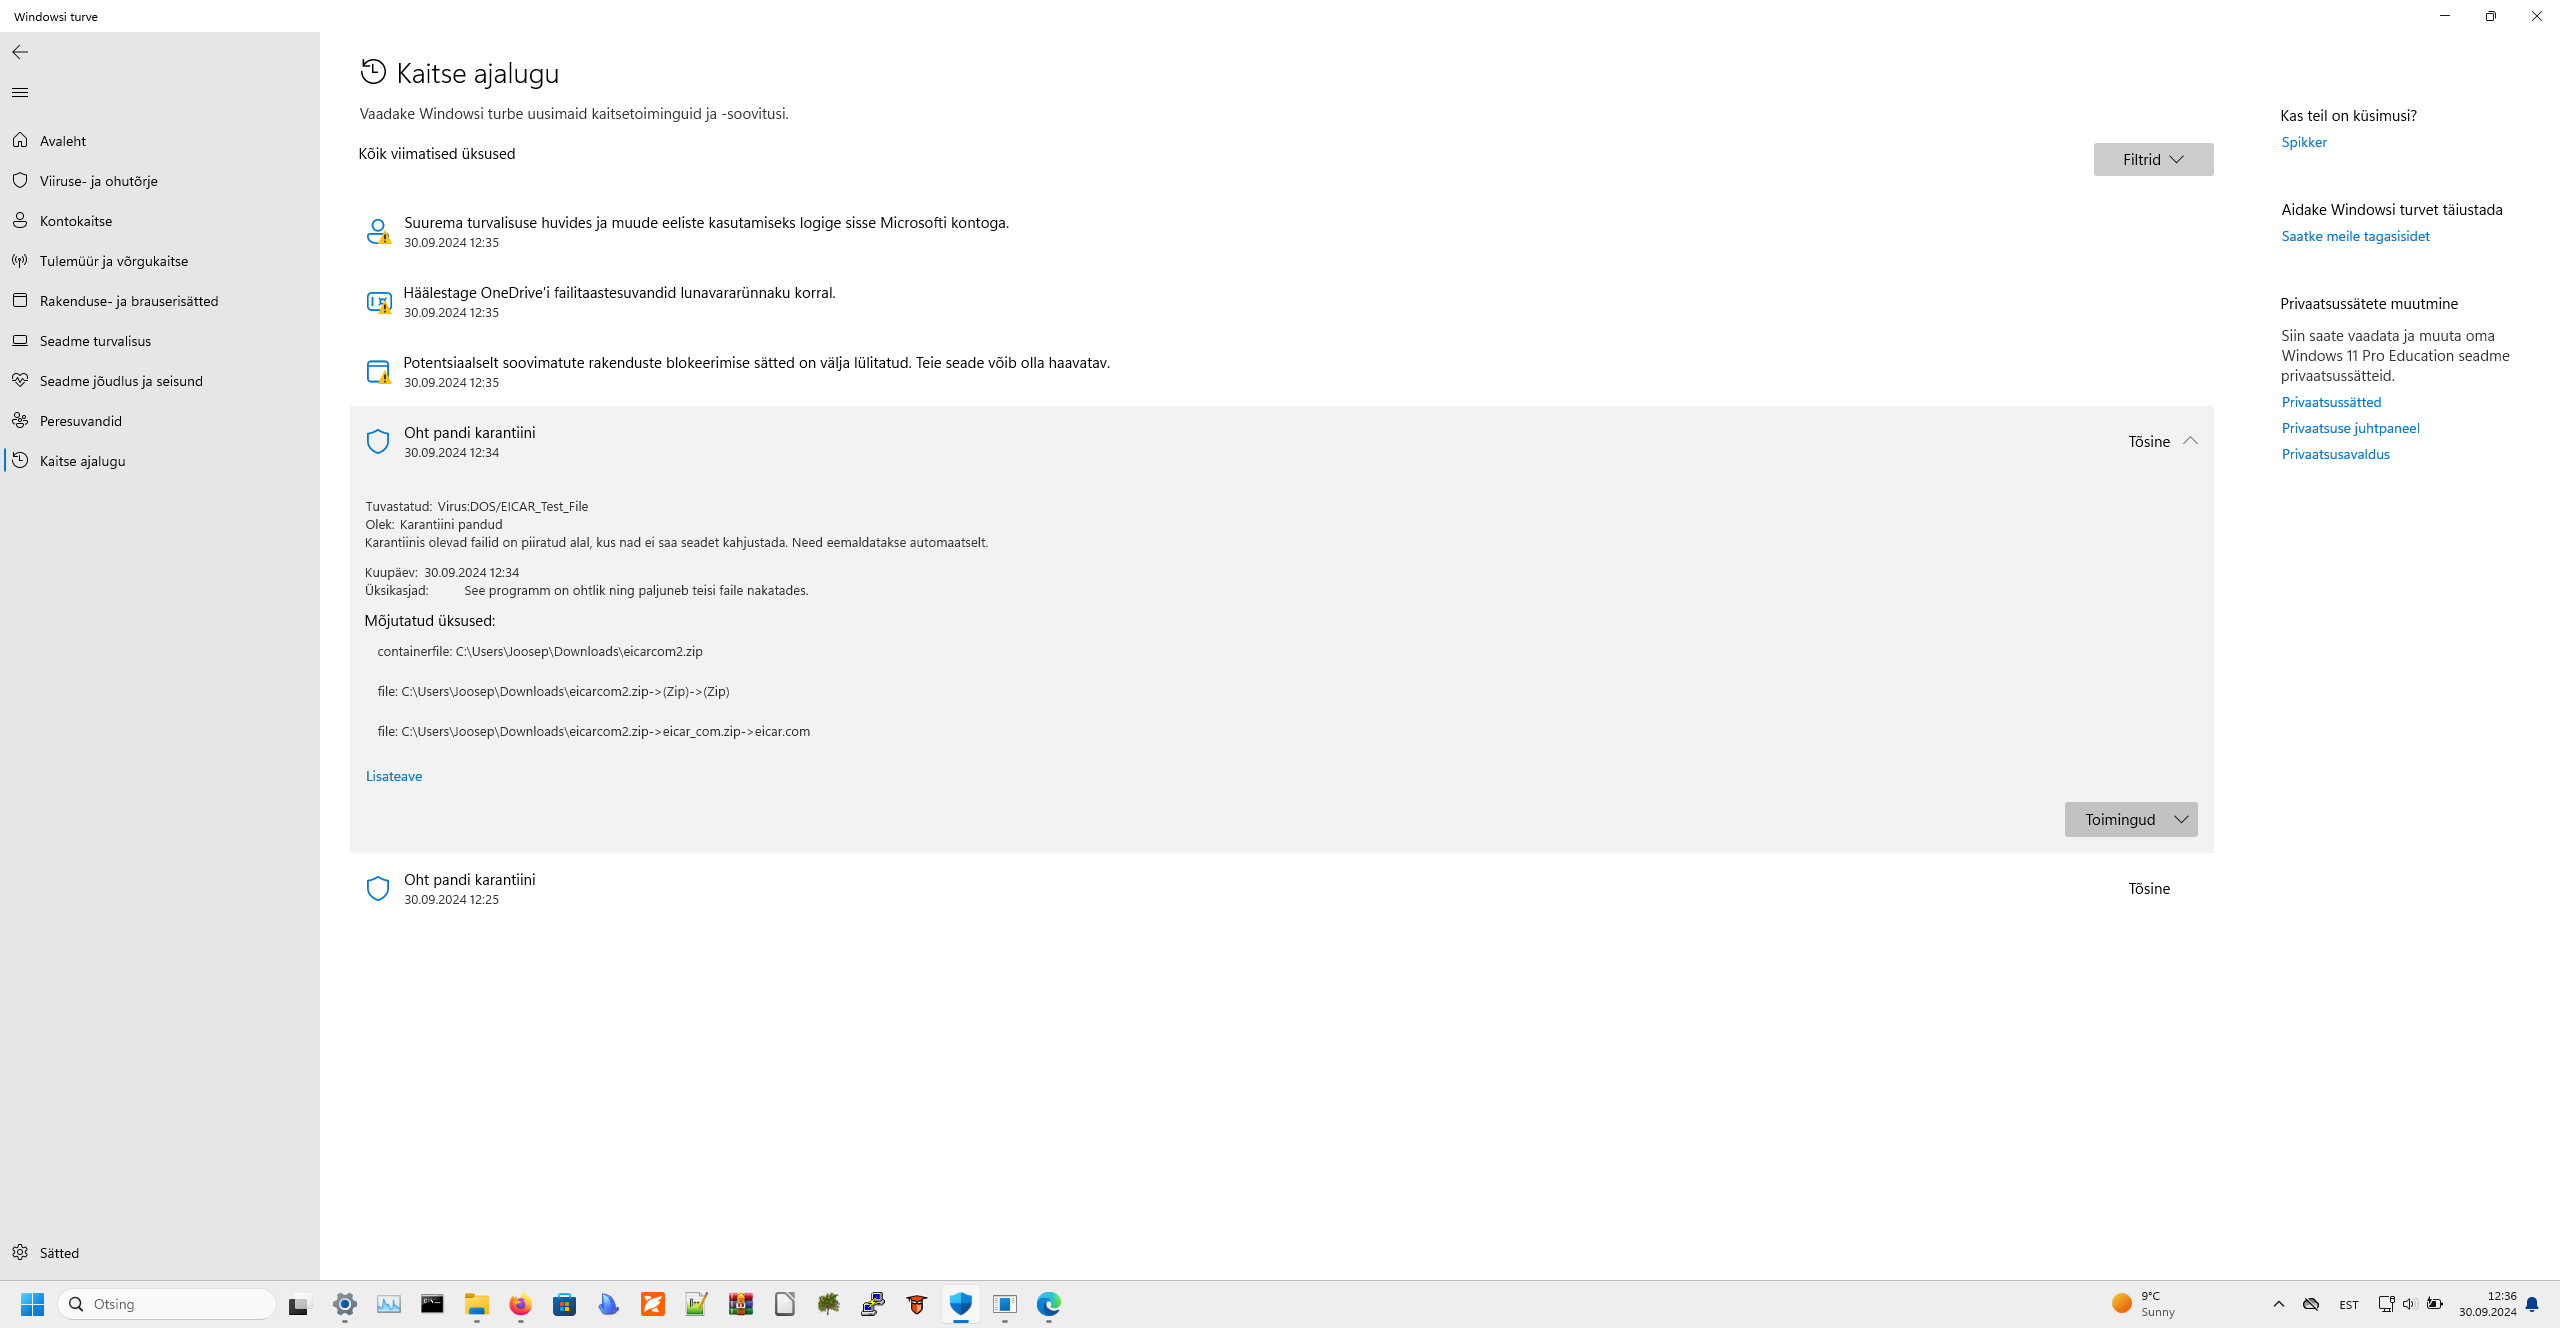 Windowsi turve
Avaleht
Viiruse- ja ohutõrje
Kontokaitse
Tulemüür ja võrgukaitse
Rakenduse- ja brauserisätted
Seadme turvalisus
Seadme jõudlus ja seisund
Peresuvandid
Kaitse ajalugu
Sätted
Kaitse ajalugu
Vaadake Windowsi turbe uusimaid kaitsetoiminguid ja -soovitusi.
Kõik viimatised üksused
Filtrid
Suurema turvalisuse huvides ja muude eeliste kasutamiseks logige sisse Microsofti kontoga.
30.09.2024 12:35
Häälestage OneDrive'i failitaastesuvandid lunavararünnaku korral.
30.09.2024 12:35
Potentsiaalselt soovimatute rakenduste blokeerimise sätted on välja lülitatud. Teie seade võib olla haavatav.
30.09.2024 12:35
Oht pandi karantiini
30.09.2024 12:34
Tõsine
Tuvastatud: Virus:DOS/EICAR_Test_File
Olek: Karantiini pandud
Karantiinis olevad failid on piiratud alal, kus nad ei saa seadet kahjustada. Need eemaldatakse automaatselt.
Kuupäev: 30.09.2024 12:34
Üksikasjad: See programm on ohtlik ning paljuneb teisi faile nakatades.
Mõjutatud üksused:
containerfile: C:\Users\Joosep\Downloads\eicarcom2.zip
file: C:\Users\Joosep\Downloads\eicarcom2.zip->(Zip)->(Zip)
file: C:\Users\Joosep\Downloads\eicarcom2.zip->eicar_com.zip->eicar.com
Lisateave
Toimingud
Oht pandi karantiini
30.09.2024 12:25
Tõsine
Kas teil on küsimusi?
Spikker
Aidake Windowsi turvet täiustada
Saatke meile tagasisidet
Privaatsussätete muutmine
Siin saate vaadata ja muuta oma
Windows 11 Pro Education seadme
privaatsussätteid.
Privaatsussätted
Privaatsuse juhtpaneel
Privaatsusavaldus
Otsing
9°C
Sunny
EST
12:36
30.09.2024